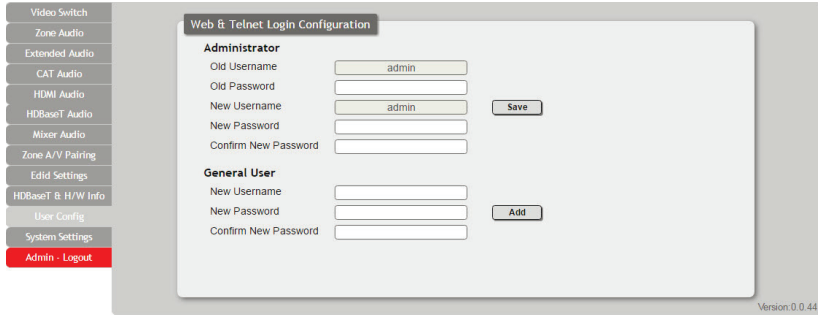 Video Switch
Zone Audio
Extended Audio
CAT Audio
HDMI Audio
HDBaseT Audio
Mixer Audio
Zone A/V Pairing
Edid Settings
HDBaseT & H/W Info
User Config
System Settings
Admin - Logout
Web & Telnet Login Configuration
Administrator
Old Username admin
Old Password
New Username admin Save
New Password
Confirm New Password
General User
New Username
New Password Add
Confirm New Password
Version:0.0.44